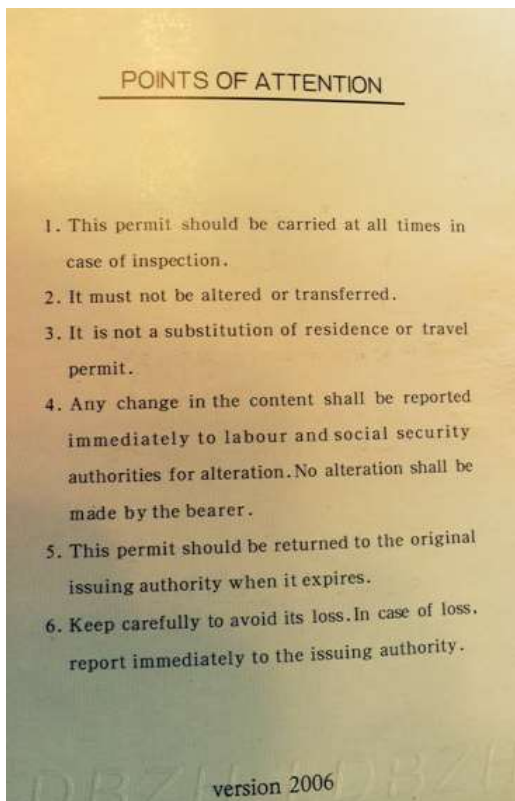 POINTS OF ATTENTION
1. This permit should be carried at all times in
case of inspection.
2. It must not be altered or transferred.
3. It is not a substitution of residence or travel
permit.
4. Any change in the content shall be reported
immediately to labour and social security
authorities for alteration. No alteration shall be
made by the bearer.
5. This permit should be returned to the original
issuing authority when it expires.
6. Keep carefully to avoid its loss. In case of loss,
report immediately to the issuing authority.
version 2006